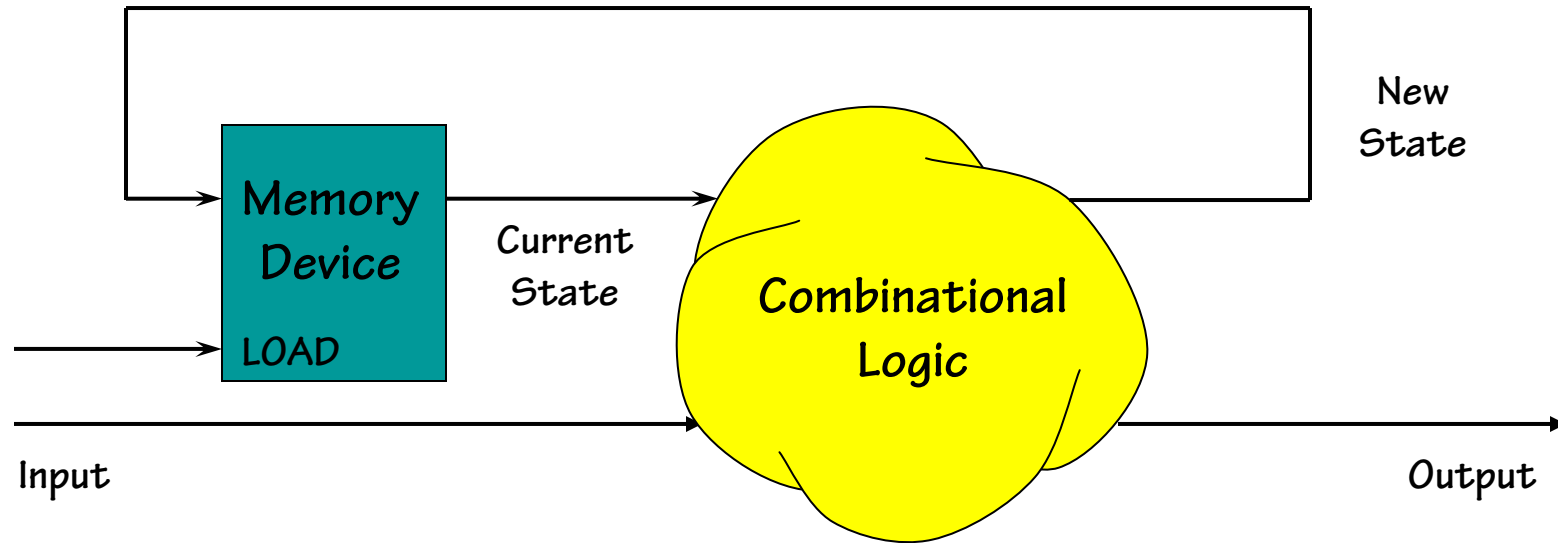 New
State
Memory
Device
LOAD
Current
State
Combinational
Logic
Input
Output